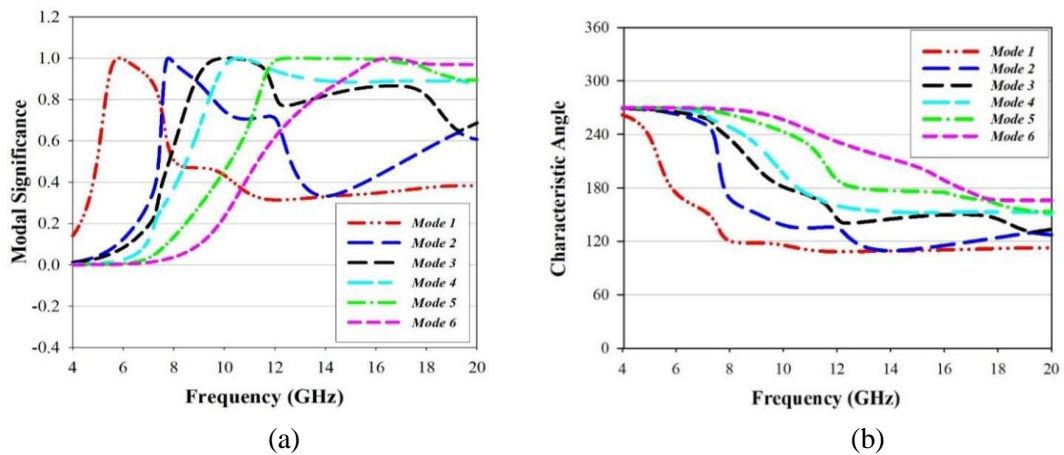 1.2
1.0
0.8
0.6
0.4
0.2
0.0
-0.2
-0.4
Modal Significance
Mode 1
Mode 2
Mode 3
Mode 4
Mode 5
Mode 6
4 6 8 10 12 14 16 18 20
Frequency (GHz)
(a)
360
300
240
180
120
60
0
Characteristic Angle
Mode 1
Mode 2
Mode 3
Mode 4
Mode 5
Mode 6
4 6 8 10 12 14 16 18 20
Frequency (GHz)
(b)